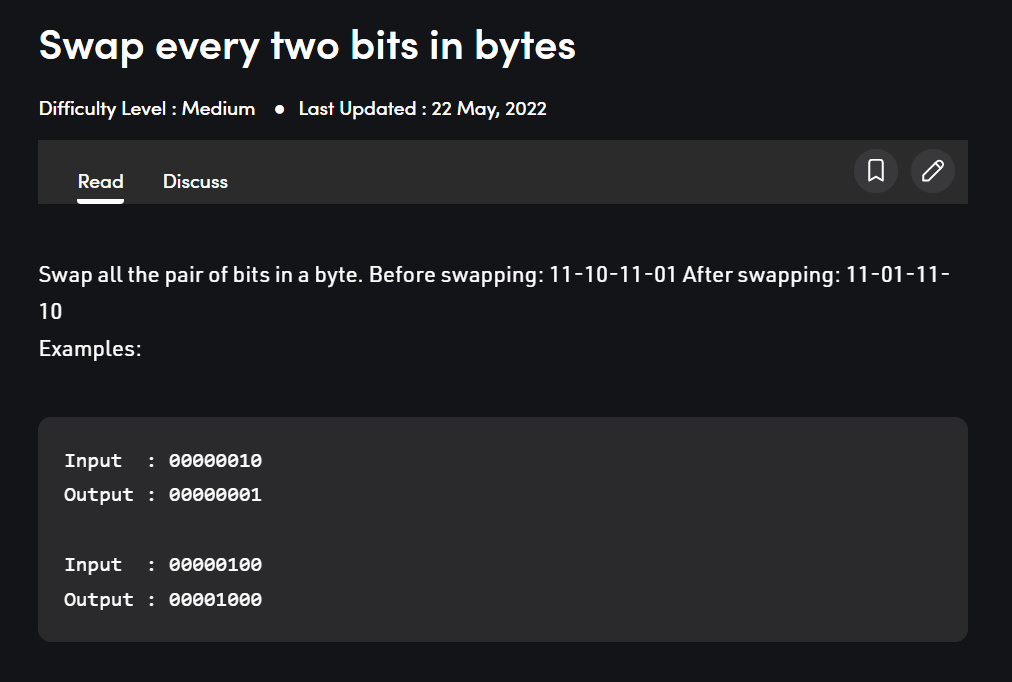 Swap every two bits in bytes
Difficulty Level : Medium ● Last Updated : 22 May, 2022
Read Discuss
Swap all the pair of bits in a byte. Before swapping: 11-10-11-01 After swapping: 11-01-11-
10
Examples:
Input  : 00000010
Output : 00000001
Input  : 00000100
Output : 00001000